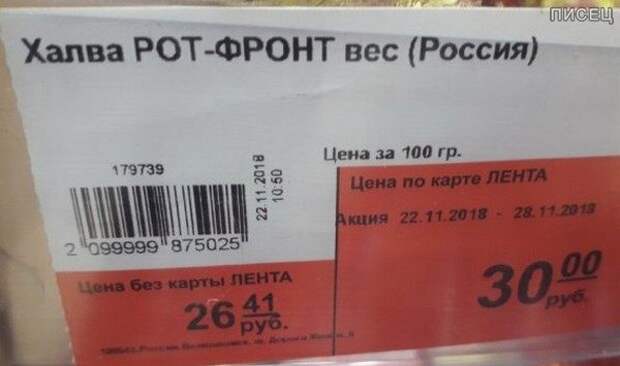 ПИСЕЦ
Халва РОТ-ФРОНТ вес (Россия)
Цена за 100 гр.
179739
22.11.2018
10:50
2 099999 875025
Цена по карте ЛЕНТА
Акция 22.11.2018 - 28.11.2018
30 00
руб.
Цена без карты ЛЕНТА
26 41
руб.